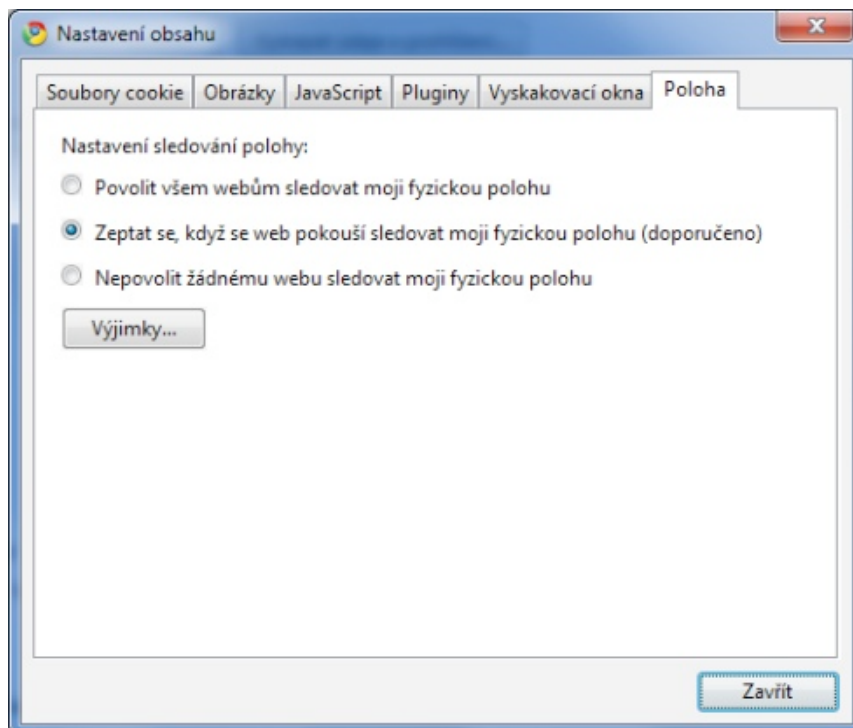 Nastavení obsahu
Soubory cookie Obrázky JavaScript Pluginy Vyskakovací okna Poloha
Nastavení sledování polohy:
Povolit všem webům sledovat moji fyzickou polohu
Zeptat se, když se web pokouší sledovat moji fyzickou polohu (doporučeno)
Nepovolit žádnému webu sledovat moji fyzickou polohu
Výjimky...
Zavřít